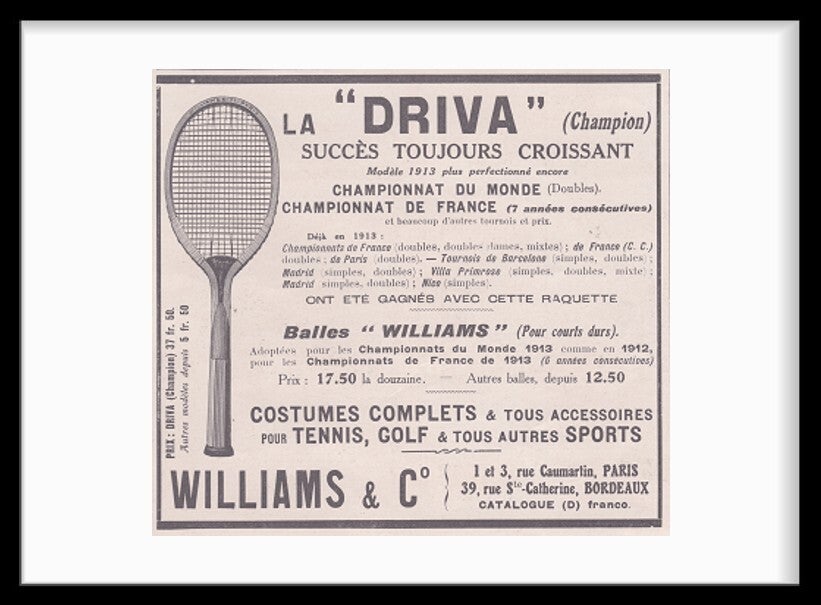 LA “DRIVA” (Champion)
SUCCÈS TOUJOURS CROISSANT
Modèle 1913 plus perfectionné encore
CHAMPIONNAT DU MONDE (Doubles).
CHAMPIONNAT DE FRANCE (7 années consécutives)
et beaucoup d'autres tournois et prix.
Déjà en 1913 :
Championnats de France (doubles, doubles dames, mixtes) ; de France (C. C.)
doubles ; de Paris (doubles). — Tournois de Barcelone (simples, doubles) ;
Madrid (simples, doubles) ; Villa Primrose (simples, doubles, mixte) ;
Madrid simples, doubles) ; Nice (simples).
ONT ETÉ GAGNÉS AVEC CETTE RAQUETTE
Balles “ WILLIAMS ” (Pour courts durs).
Adoptées pour les Championnats du Monde 1913 comme en 1912,
pour les Championnats de France de 1913 (6 années consécutives)
Prix : 17.50 la douzaine. — Autres balles, depuis 12.50
COSTUMES COMPLETS & TOUS ACCESSOIRES
POUR TENNIS, GOLF & TOUS AUTRES SPORTS
PRIX : DRIVA (Champion) 37 fr. 50.
Autres modèles depuis 5 fr. 50
WILLIAMS & Cº
1 et 3, rue Caumartin, PARIS
39, rue Ste-Catherine, BORDEAUX
CATALOGUE (D) franco.